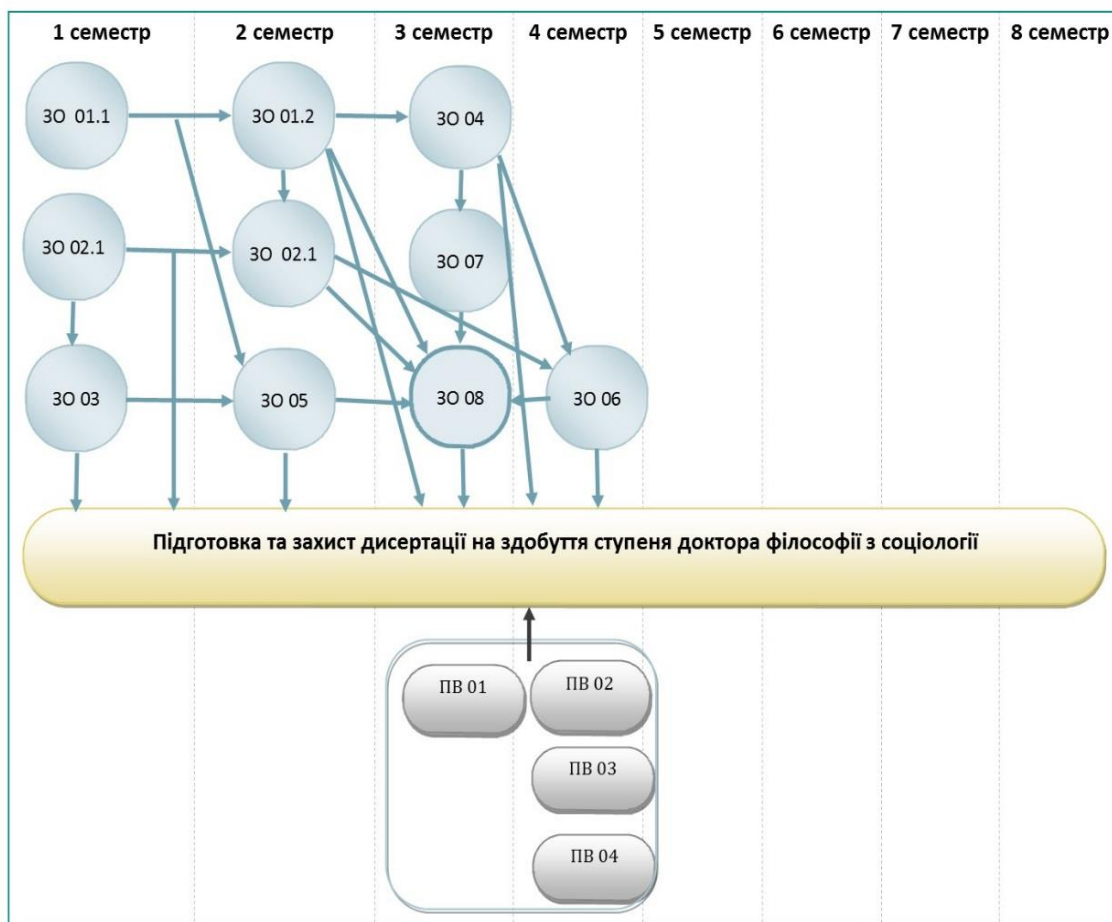 1 семестр
2 семестр
3 семестр
4 семестр
5 семестр
6 семестр
7 семестр
8 семестр
ЗО 01.1
ЗО 01.2
ЗО 04
ЗО 02.1
ЗО 02.1
ЗО 07
ЗО 03
ЗО 05
ЗО 08
ЗО 06
Підготовка та захист дисертації на здобуття ступеня доктора філософії з соціології
ПВ 01
ПВ 02
ПВ 03
ПВ 04